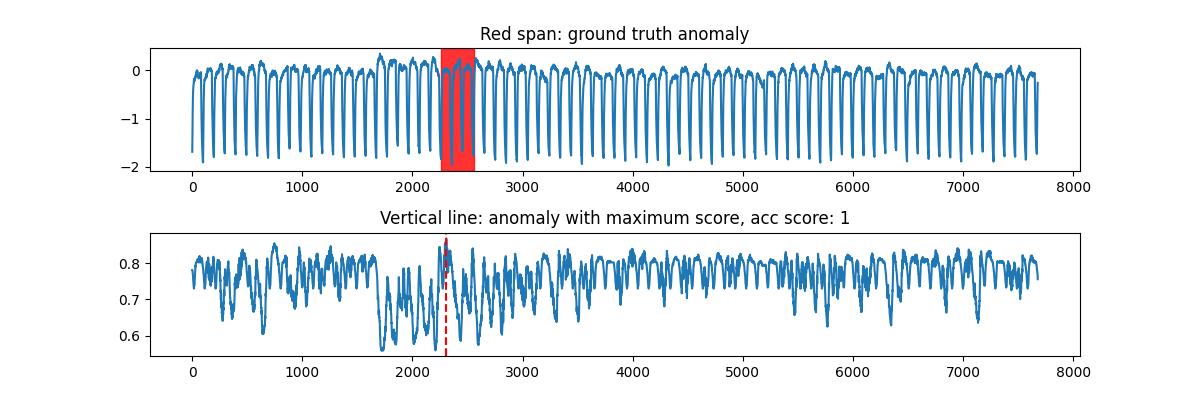 Red span: ground truth anomaly
0
−1
−2
0 1000 2000 3000 4000 5000 6000 7000 8000
Vertical line: anomaly with maximum score, acc score: 1
0.8
0.7
0.6
0 1000 2000 3000 4000 5000 6000 7000 8000